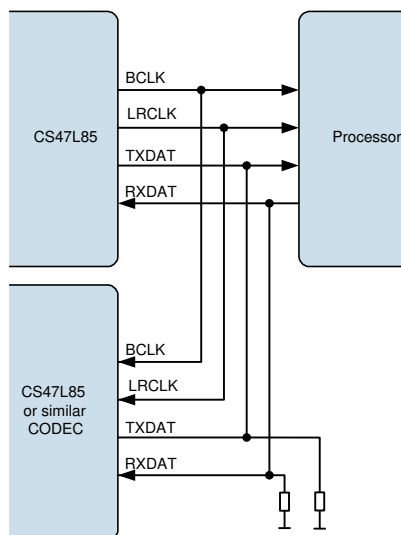 BCLK
LRCLK
CS47L85
Processor
TXDAT
RXDAT
BCLK
LRCLK
CS47L85
or similar
CODEC
TXDAT
RXDAT